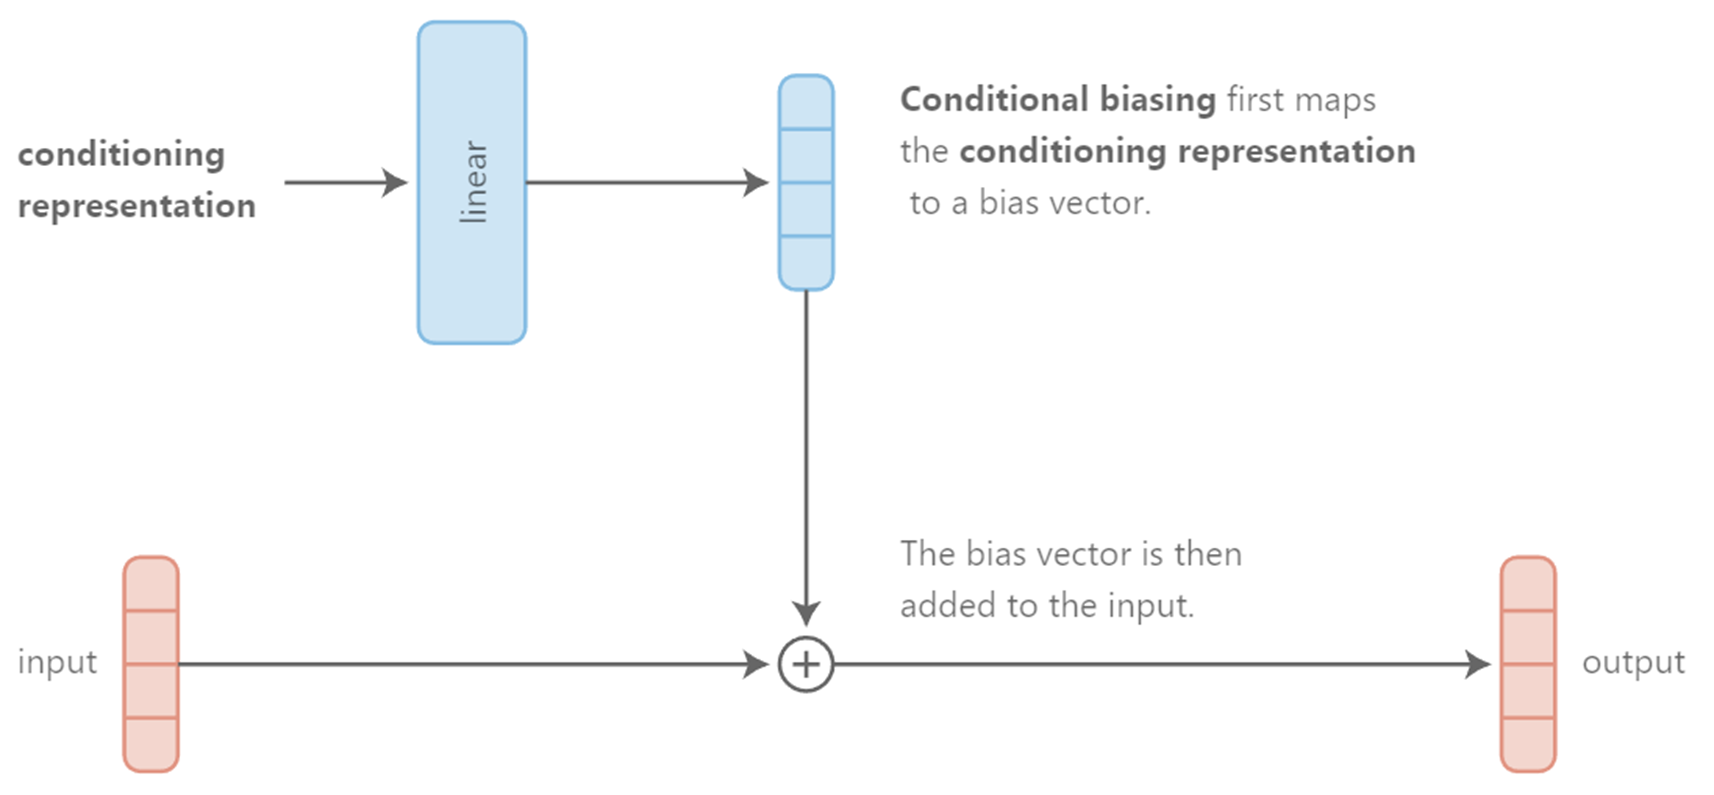 conditioning
representation
linear
Conditional biasing first maps
the conditioning representation
to a bias vector.
The bias vector is then
added to the input.
input
+
output